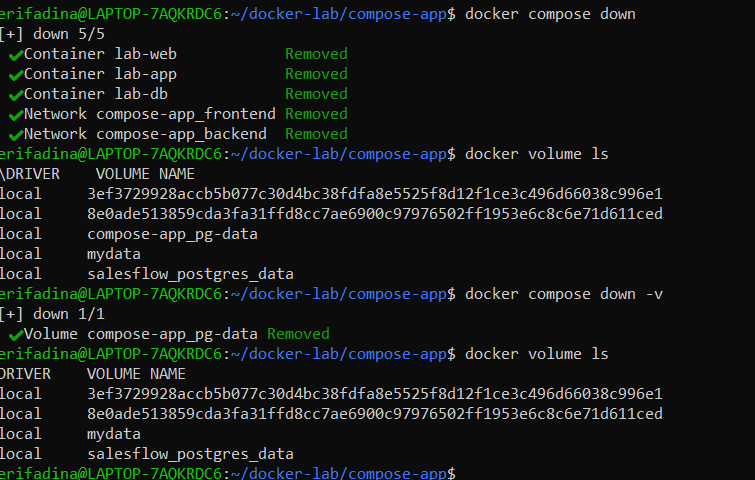 erifadina@LAPTOP-7AQKRDC6:~/docker-lab/compose-app$ docker compose down
[+] down 5/5
✔Container lab-web Removed
✔Container lab-app Removed
✔Container lab-db Removed
✔Network compose-app_frontend Removed
✔Network compose-app_backend Removed
erifadina@LAPTOP-7AQKRDC6:~/docker-lab/compose-app$ docker volume ls
\DRIVER VOLUME NAME
local 3ef3729928accb5b077c30d4bc38fdfa8e5525f8d12f1ce3c496d66038c996e1
local 8e0ade513859cda3fa31ffd8cc7ae6900c97976502ff1953e6c8c6e71d611ced
local compose-app_pg-data
local mydata
local salesflow_postgres_data
erifadina@LAPTOP-7AQKRDC6:~/docker-lab/compose-app$ docker compose down -v
[+] down 1/1
✔Volume compose-app_pg-data Removed
erifadina@LAPTOP-7AQKRDC6:~/docker-lab/compose-app$ docker volume ls
DRIVER VOLUME NAME
local 3ef3729928accb5b077c30d4bc38fdfa8e5525f8d12f1ce3c496d66038c996e1
local 8e0ade513859cda3fa31ffd8cc7ae6900c97976502ff1953e6c8c6e71d611ced
local mydata
local salesflow_postgres_data
erifadina@LAPTOP-7AQKRDC6:~/docker-lab/compose-app$